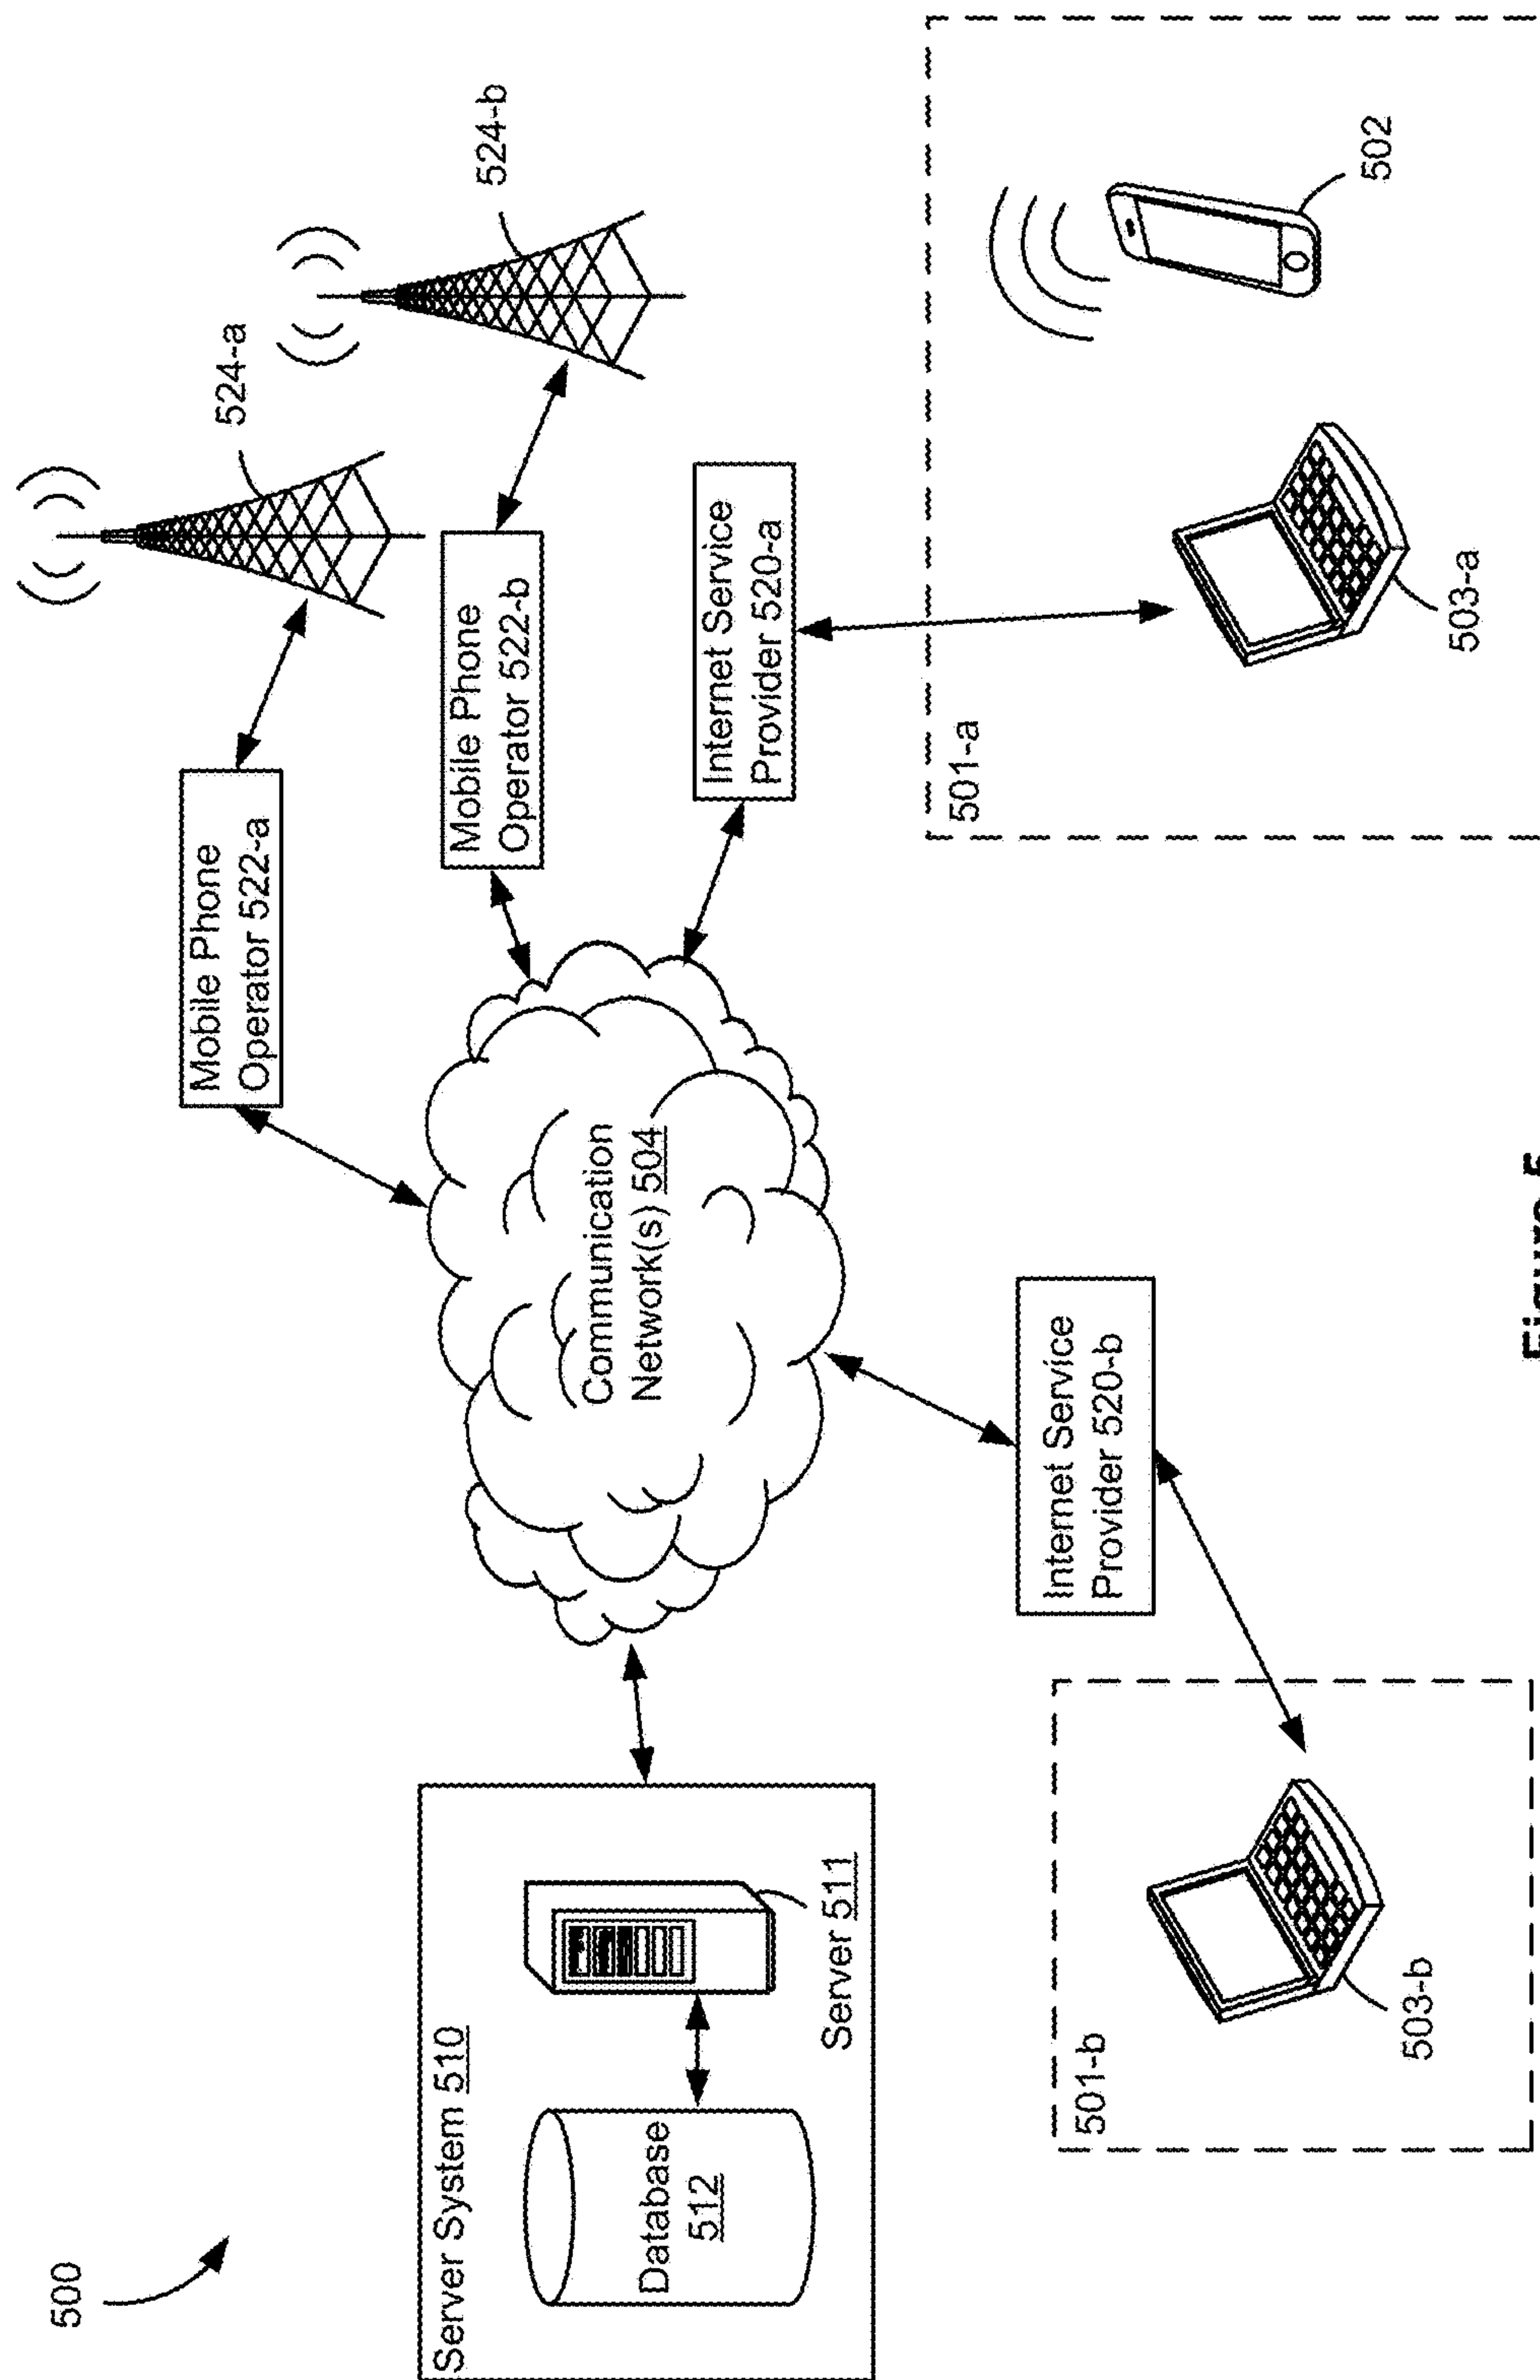 500
Server System 510
Database
512
Server 511
Communication
Network(s) 504
Mobile Phone
Operator 522-a
524-a
Mobile Phone
Operator 522-b
524-b
Internet Service
Provider 520-a
Internet Service
Provider 520-b
501-b
503-b
501-a
503-a
502
Figure 5